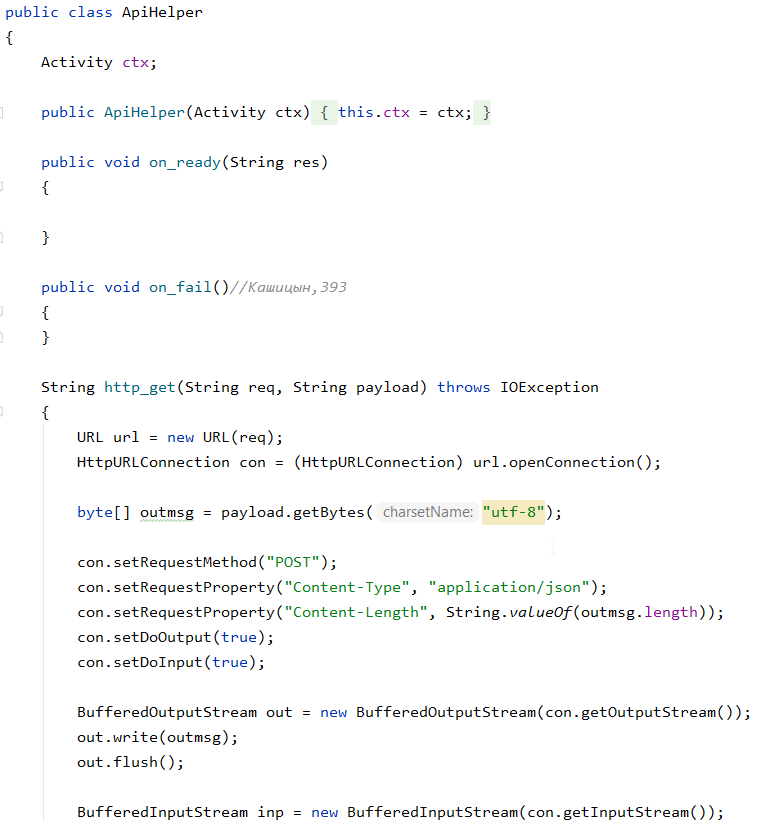 public class ApiHelper
{
Activity ctx;
public ApiHelper(Activity ctx) { this.ctx = ctx; }
public void on_ready(String res)
{
}
public void on_fail()//Кашицын,393
{
}
String http_get(String req, String payload) throws IOException
{
URL url = new URL(req);
HttpURLConnection con = (HttpURLConnection) url.openConnection();
byte[] outmsg = payload.getBytes( charsetName: "utf-8");
con.setRequestMethod("POST");
con.setRequestProperty("Content-Type", "application/json");
con.setRequestProperty("Content-Length", String.valueOf(outmsg.length));
con.setDoOutput(true);
con.setDoInput(true);
BufferedOutputStream out = new BufferedOutputStream(con.getOutputStream());
out.write(outmsg);
out.flush();
BufferedInputStream inp = new BufferedInputStream(con.getInputStream());